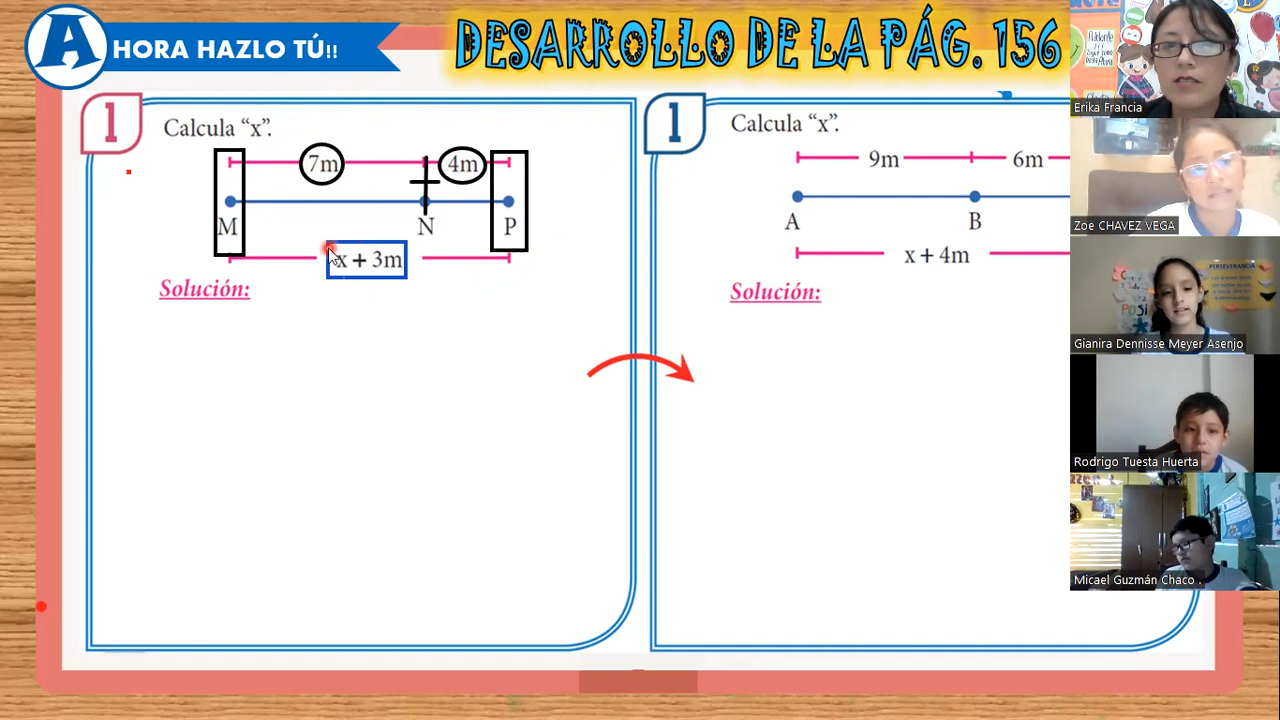 A HORA HAZLO TÚ!!
DESARROLLO DE LA PÁG. 156
1
Calcula “x”.
7m
4m
M
N
P
x + 3m
Solución:
1
Calcula “x”.
9m
6m
A
B
x + 4m
Solución:
Erika Francia
Zoe CHAVEZ VEGA
PERSEVERANCIA
Gianira Dennisse Meyer Asenjo
Rodrigo Tuesta Huerta
Micael Guzmán Chaco .